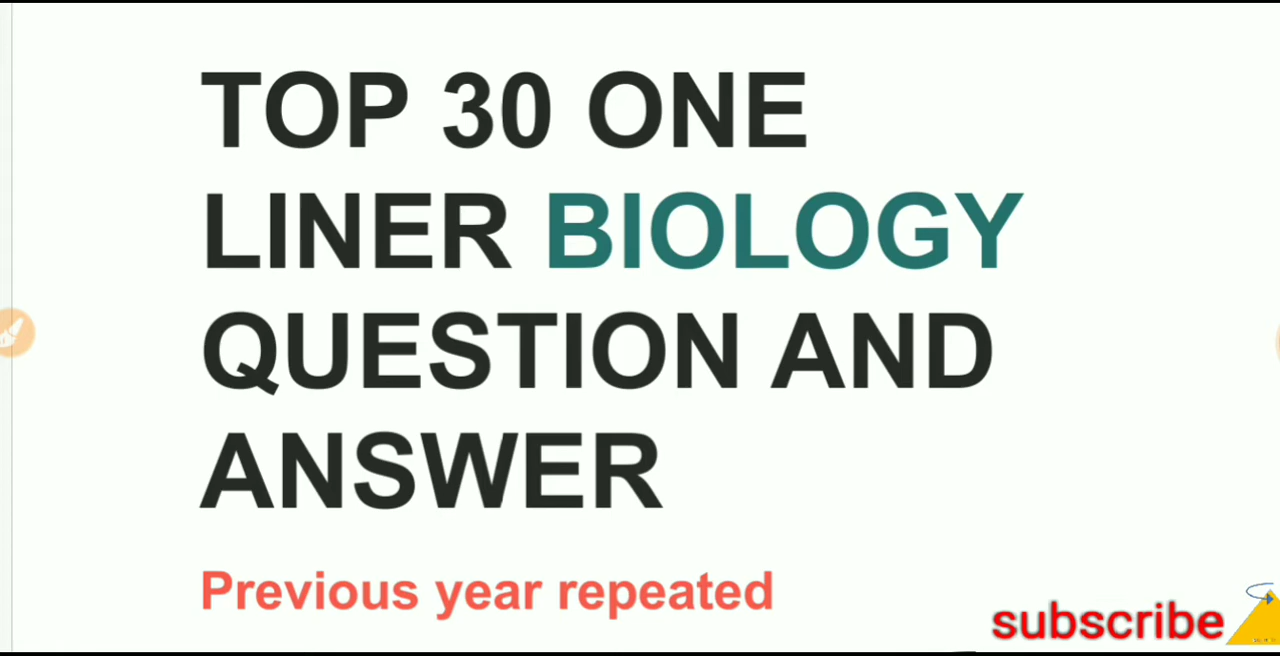 TOP 30 ONE
LINER BIOLOGY
QUESTION AND
ANSWER
Previous year repeated
subscribe